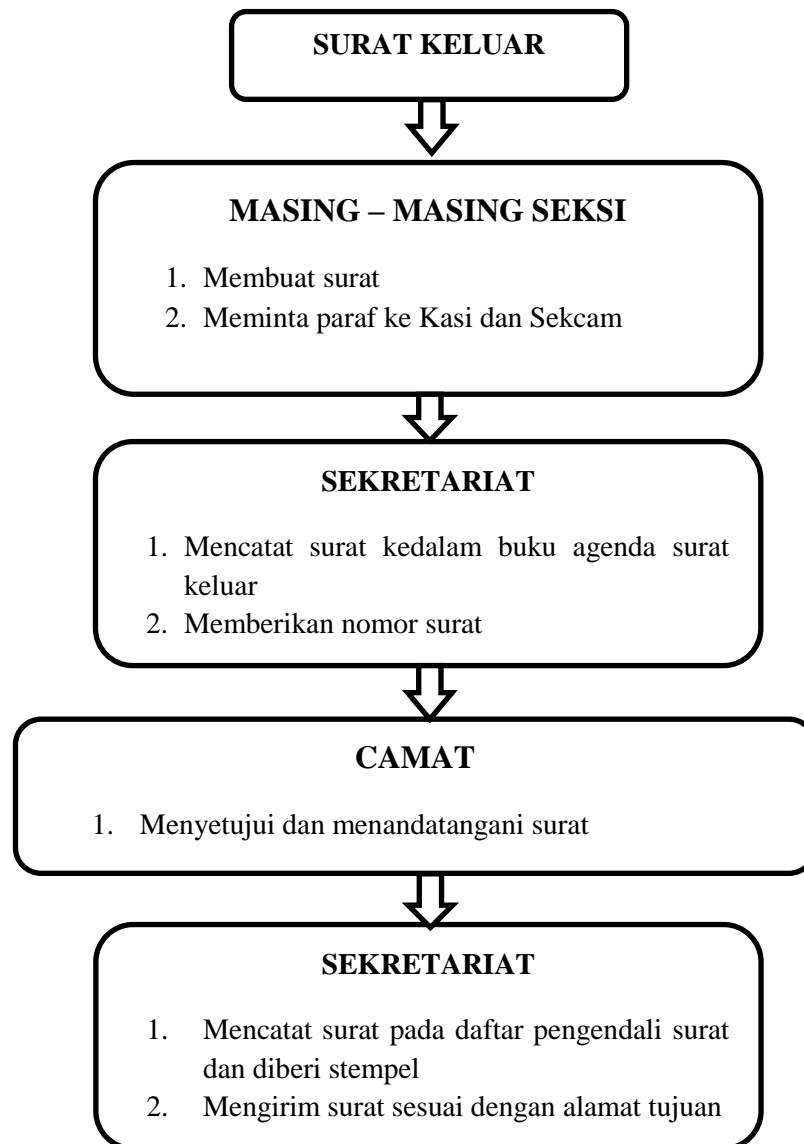 SURAT KELUAR
MASING – MASING SEKSI
1. Membuat surat
2. Meminta paraf ke Kasi dan Sekcam
SEKRETARIAT
1. Mencatat surat kedalam buku agenda surat
keluar
2. Memberikan nomor surat
CAMAT
1. Menyetujui dan menandatangani surat
SEKRETARIAT
1. Mencatat surat pada daftar pengendali surat
dan diberi stempel
2. Mengirim surat sesuai dengan alamat tujuan